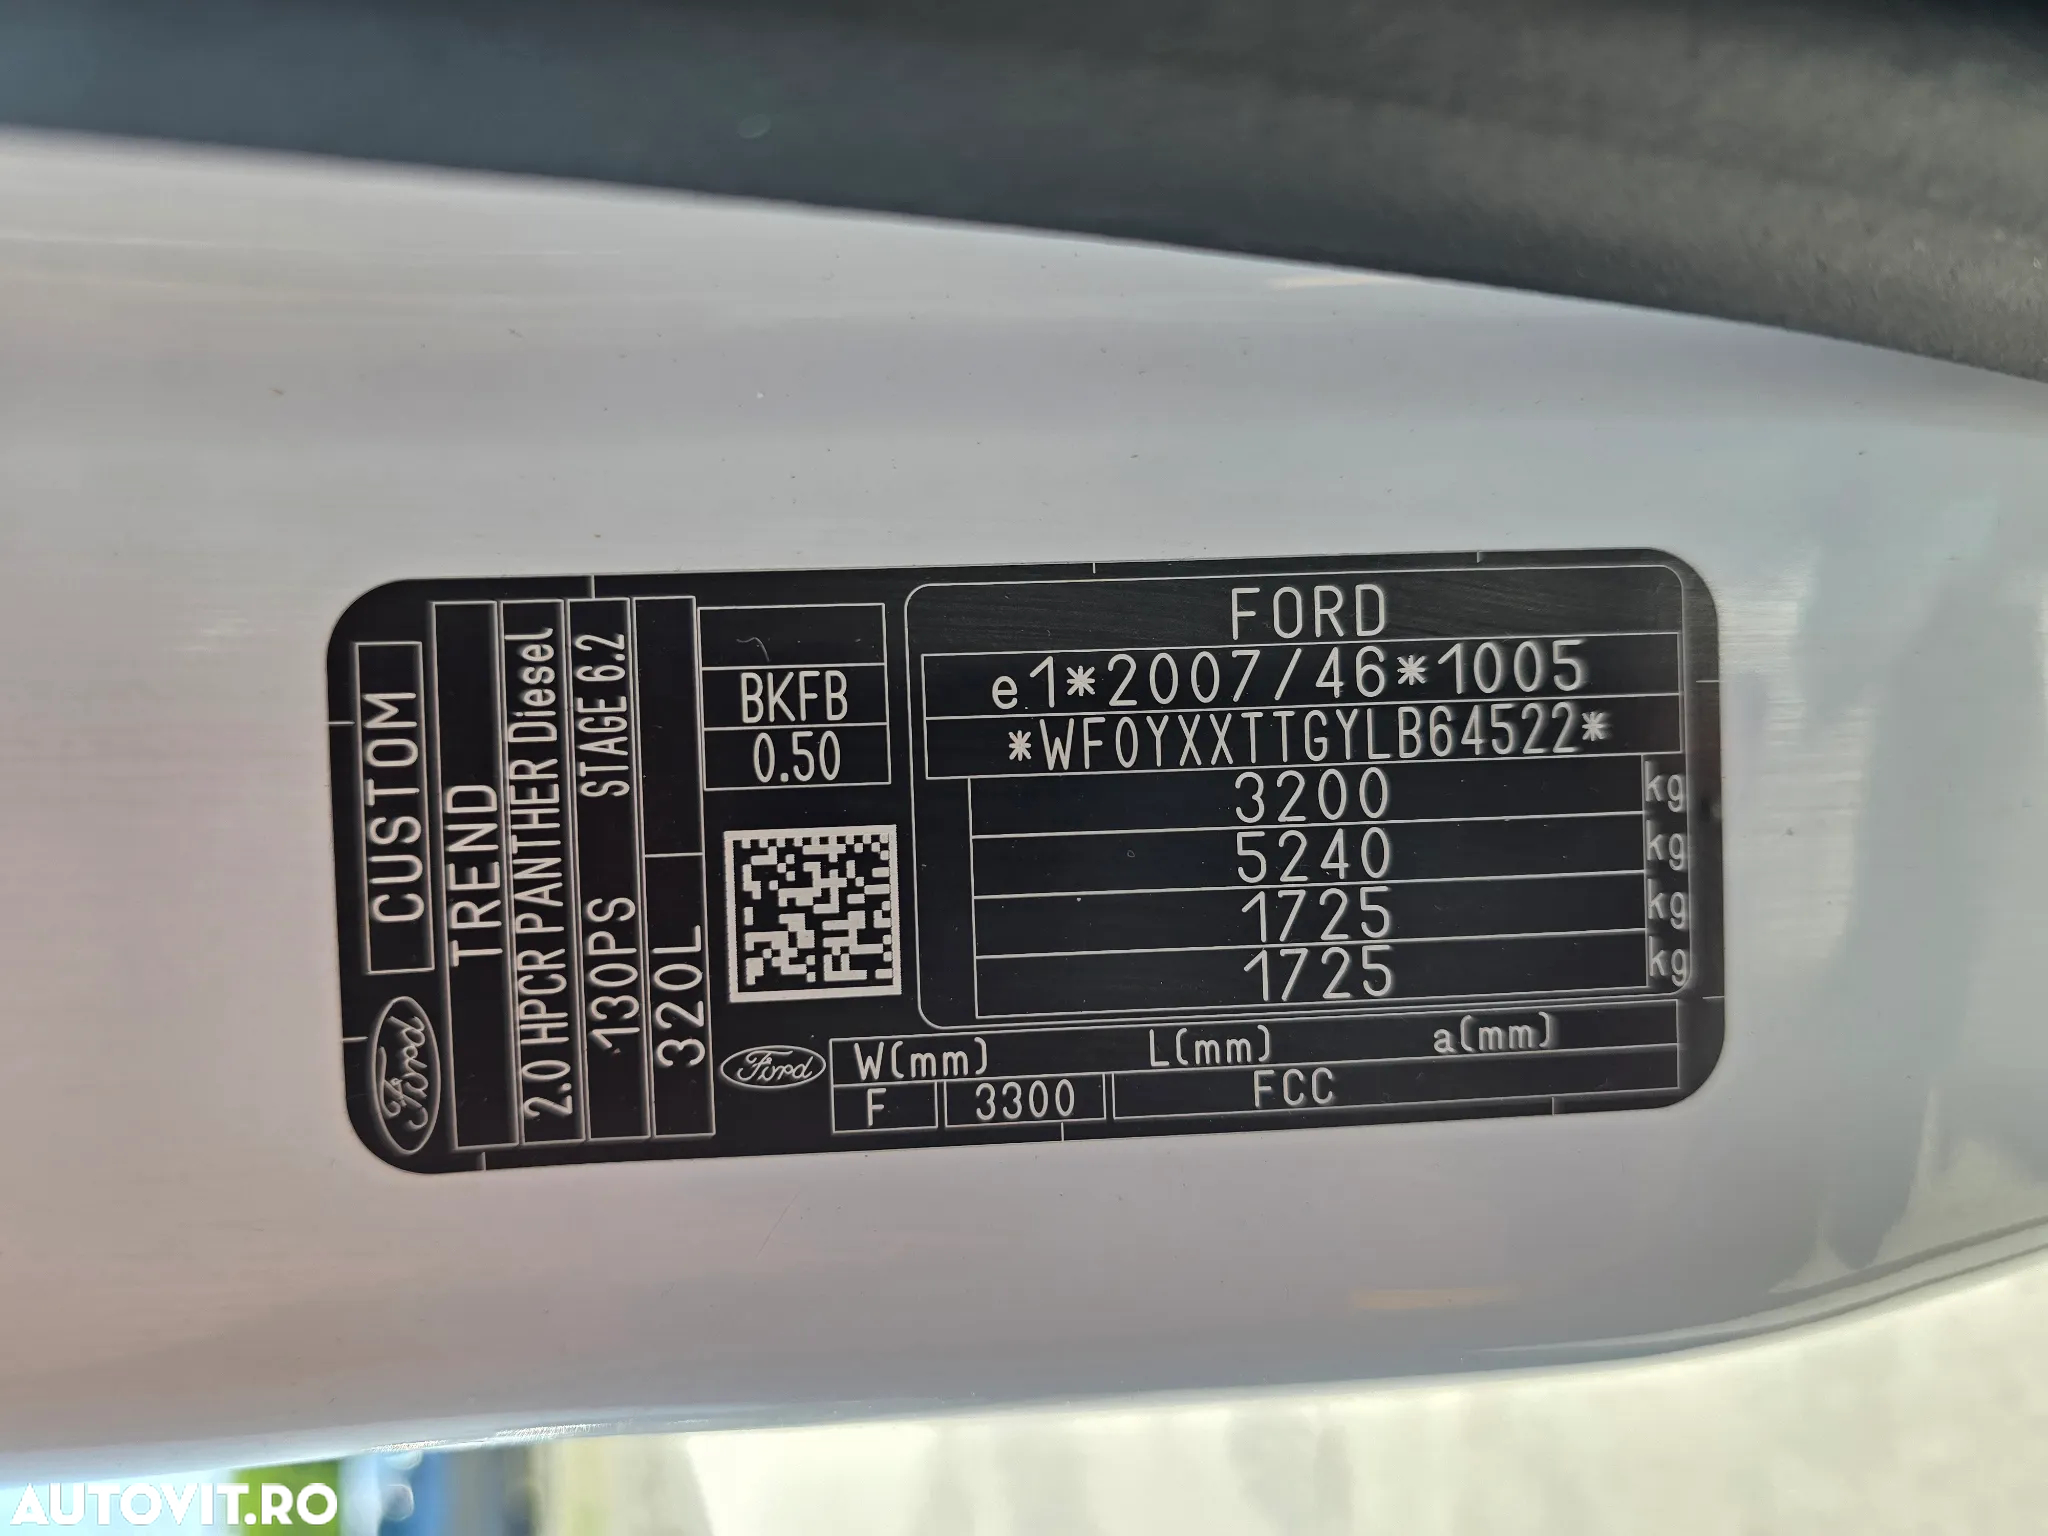 CUSTOM
Ford
TREND
2.0 HPCR PANTHER Diesel
130PS STAGE 6.2
320L
BKFB
0.50
Ford
FORD
e1*2007/46*1005
*WF0YXXTTGYLB64522*
3200 kg
5240 kg
1725 kg
1725 kg
W(mm) L(mm) a(mm)
F 3300 FCC
AUTOVIT.RO